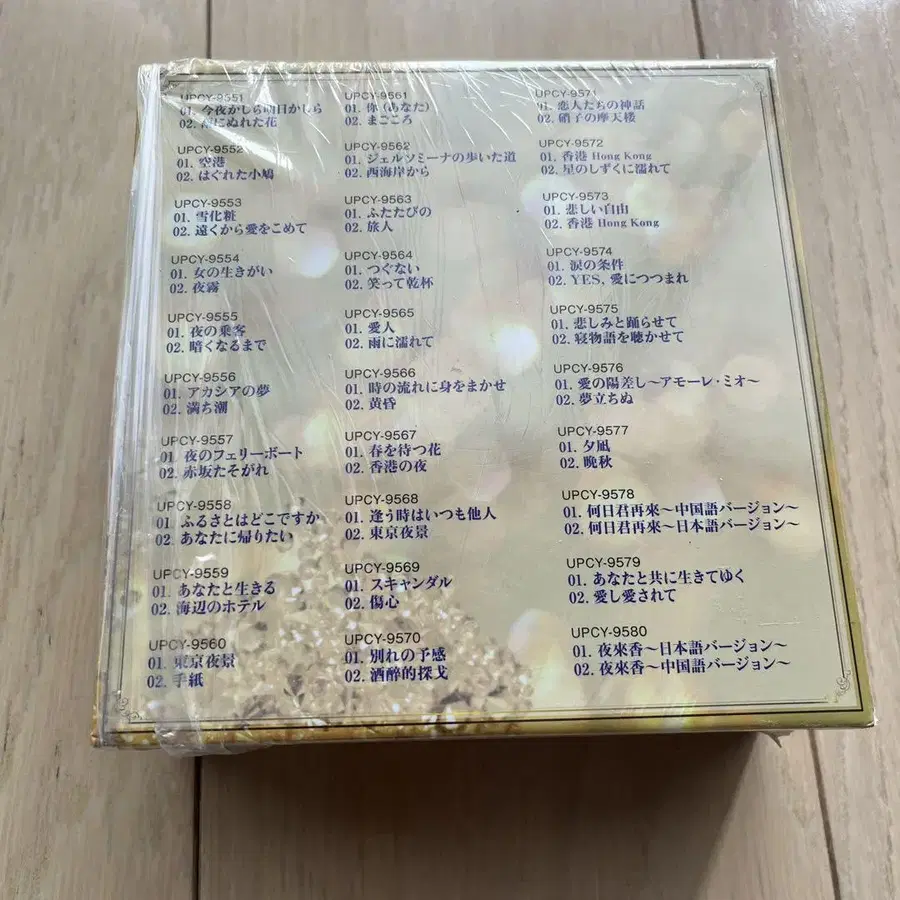 UPCY-9551
01. 今夜かしら明日かしら
02. 雨にぬれた花
UPCY-9552
01. 空港
02. はぐれた小鳩
UPCY-9553
01. 雪化粧
02. 遠くから愛をこめて
UPCY-9554
01. 女の生きがい
02. 夜霧
UPCY-9555
01. 夜の乗客
02. 暗くなるまで
UPCY-9556
01. アカシアの夢
02. 満ち潮
UPCY-9557
01. 夜のフェリーボート
02. 赤坂たそがれ
UPCY-9558
01. ふるさとはどこですか
02. あなたに帰りたい
UPCY-9559
01. あなたと生きる
02. 海辺のホテル
UPCY-9560
01. 東京夜景
02. 手紙
UPCY-9561
01. 你(あなた)
02. まごころ
UPCY-9562
01. ジェルソミーナの歩いた道
02. 西海岸から
UPCY-9563
01. ふたたびの
02. 旅人
UPCY-9564
01. つぐない
02. 笑って乾杯
UPCY-9565
01. 愛人
02. 雨に濡れて
UPCY-9566
01. 時の流れに身をまかせ
02. 黄昏
UPCY-9567
01. 春を待つ花
02. 香港の夜
UPCY-9568
01. 逢う時はいつも他人
02. 東京夜景
UPCY-9569
01. スキャンダル
02. 傷心
UPCY-9570
01. 別れの予感
02. 酒醉的探戈
UPCY-9571
01. 恋人たちの神話
02. 硝子の摩天楼
UPCY-9572
01. 香港 Hong Kong
02. 星のしずくに濡れて
UPCY-9573
01. 悲しい自由
02. 香港 Hong Kong
UPCY-9574
01. 涙の条件
02. YES, 愛につつまれ
UPCY-9575
01. 悲しみと踊らせて
02. 寝物語を聴かせて
UPCY-9576
01. 愛の陽差し〜アモーレ・ミオ〜
02. 夢立ちぬ
UPCY-9577
01. 夕凪
02. 晩秋
UPCY-9578
01. 何日君再來〜中国語バージョン〜
02. 何日君再來〜日本語バージョン〜
UPCY-9579
01. あなたと共に生きてゆく
02. 愛し愛されて
UPCY-9580
01. 夜來香〜日本語バージョン〜
02. 夜來香〜中国語バージョン〜